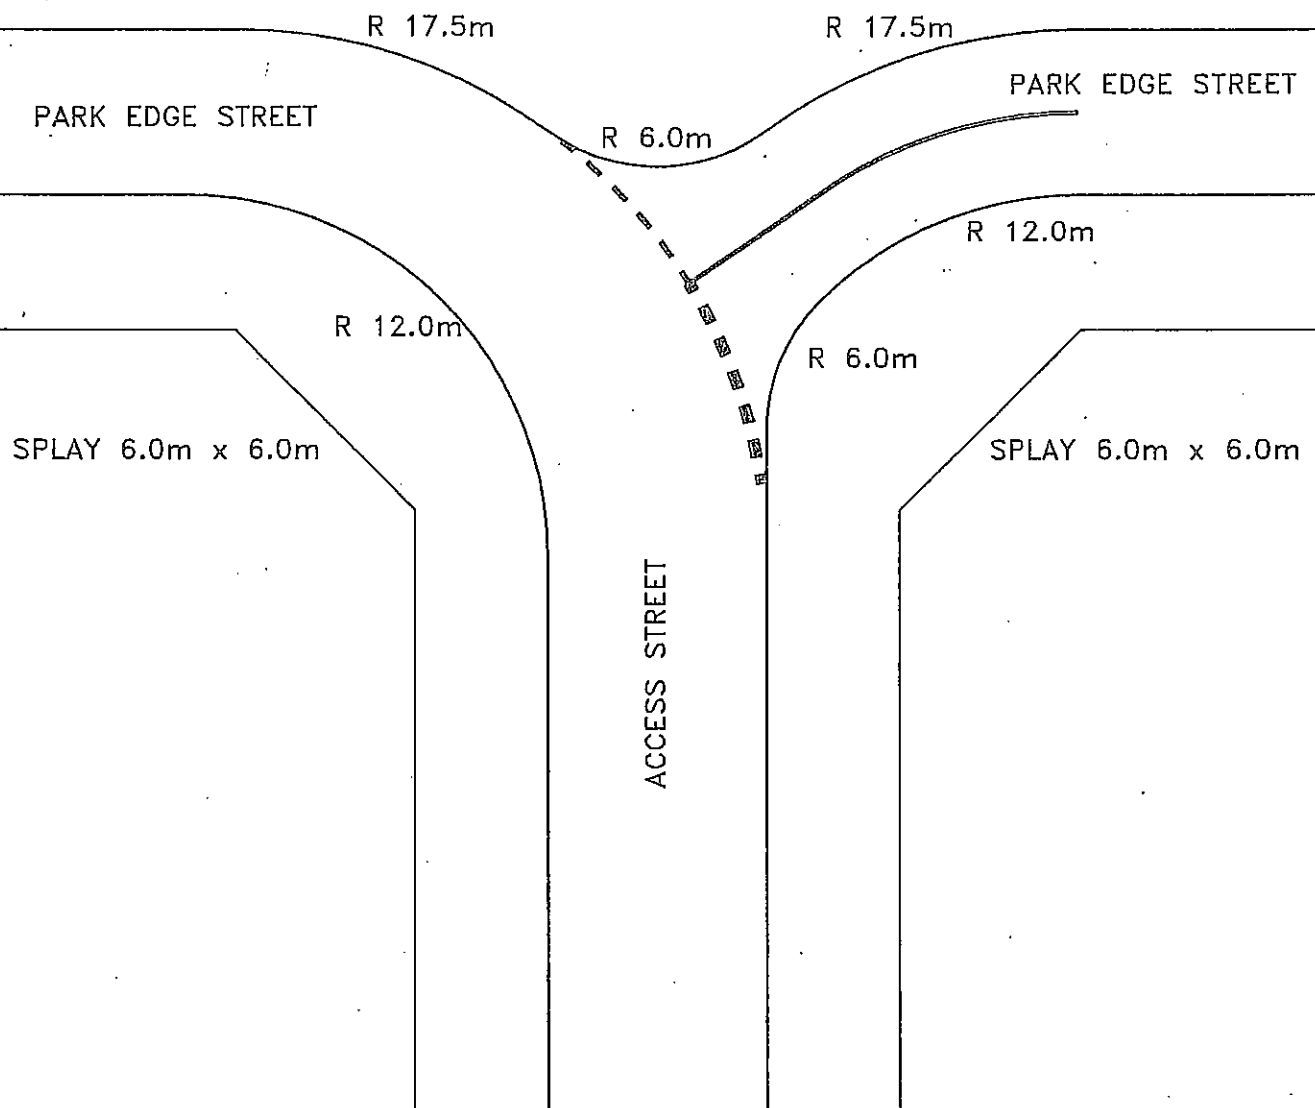 R 17.5m
R 17.5m
PARK EDGE STREET
PARK EDGE STREET
R 6.0m
R 12.0m
R 12.0m
R 6.0m
SPLAY 6.0m x 6.0m
SPLAY 6.0m x 6.0m
ACCESS STREET